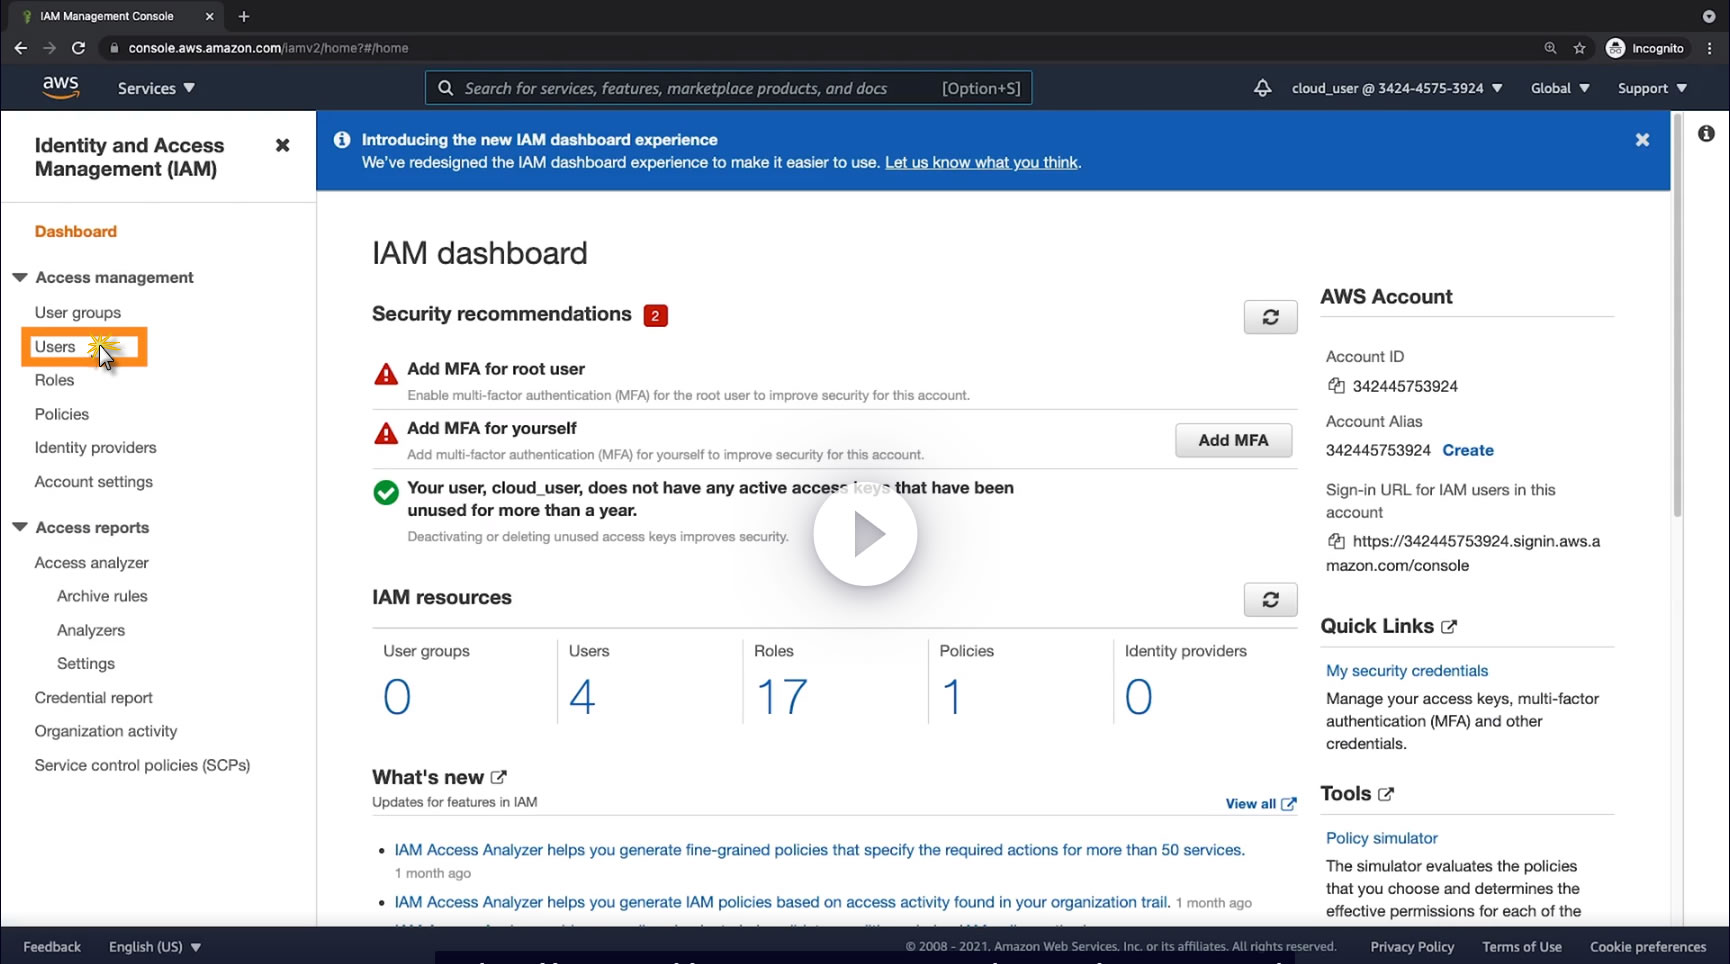 IAM Management Console
console.aws.amazon.com/iamv2/home?#/home
Incognito
aws
Services
Search for services, features, marketplace products, and docs [Option+S]
cloud_user @ 3424-4575-3924
Global
Support
Identity and Access
Management (IAM)
Dashboard
Access management
User groups
Users
Roles
Policies
Identity providers
Account settings
Access reports
Access analyzer
Archive rules
Analyzers
Settings
Credential report
Organization activity
Service control policies (SCPs)
Introducing the new IAM dashboard experience
We've redesigned the IAM dashboard experience to make it easier to use. Let us know what you think.
IAM dashboard
Security recommendations 2
Add MFA for root user
Enable multi-factor authentication (MFA) for the root user to improve security for this account.
Add MFA for yourself
Add multi-factor authentication (MFA) for yourself to improve security for this account.
Add MFA
Your user, cloud_user, does not have any active access keys that have been
unused for more than a year.
Deactivating or deleting unused access keys improves security.
IAM resources
User groups
0
Users
4
Roles
17
Policies
1
Identity providers
0
What's new
Updates for features in IAM
View all
IAM Access Analyzer helps you generate fine-grained policies that specify the required actions for more than 50 services.
1 month ago
IAM Access Analyzer helps you generate IAM policies based on access activity found in your organization trail. 1 month ago
AWS Account
Account ID
342445753924
Account Alias
342445753924 Create
Sign-in URL for IAM users in this
account
https://342445753924.signin.aws.a
mazon.com/console
Quick Links
My security credentials
Manage your access keys, multi-factor
authentication (MFA) and other
credentials.
Tools
Policy simulator
The simulator evaluates the policies
that you choose and determines the
effective permissions for each of the
Feedback
English (US)
© 2008 - 2021, Amazon Web Services, Inc. or its affiliates. All rights reserved.
Privacy Policy
Terms of Use
Cookie preferences